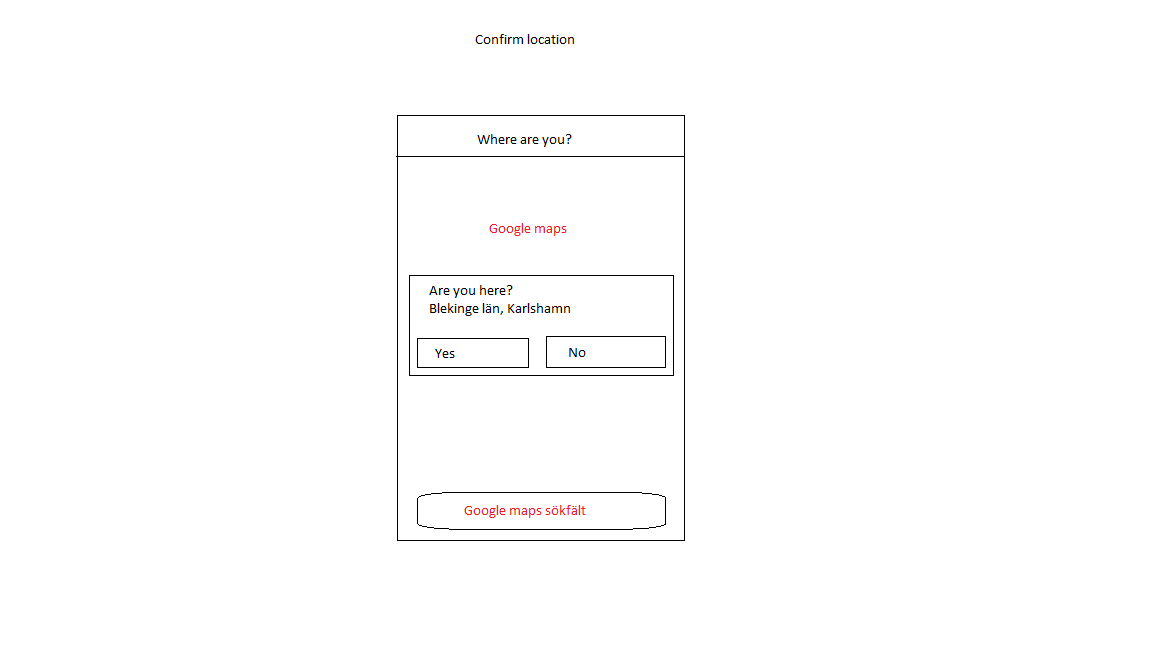 Confirm location
Where are you?
Google maps
Are you here?
Blekinge län, Karlshamn
Yes
No
Google maps sökfält